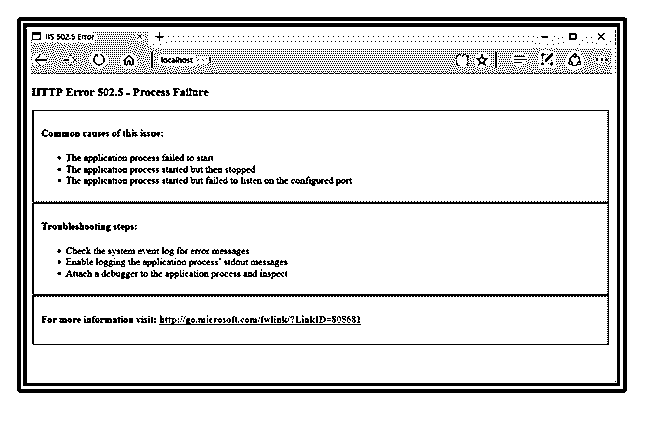 IIS 502.5 Error
localhost
HTTP Error 502.5 - Process Failure
Common causes of this issue:
• The application process failed to start
• The application process started but then stopped
• The application process started but failed to listen on the configured port
Troubleshooting steps:
• Check the system event log for error messages
• Enable logging the application process' stdout messages
• Attach a debugger to the application process and inspect
For more information visit: http://go.microsoft.com/fwlink/?LinkID=808681